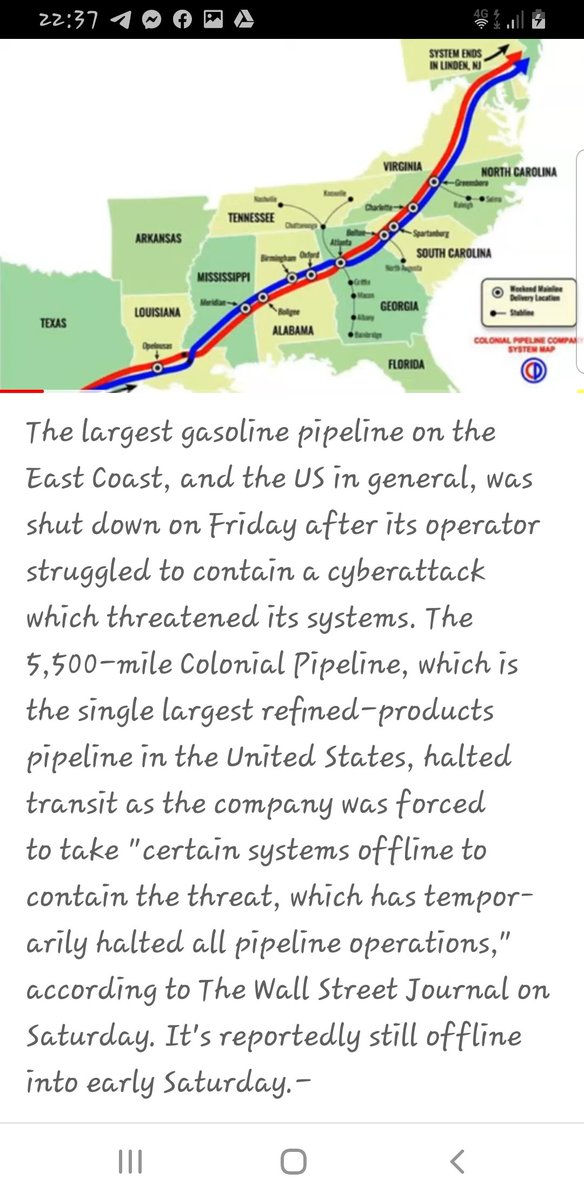 22:37
4G
SYSTEM ENDS
IN LINDEN, NJ
VIRGINIA
NORTH CAROLINA
Greensboro
Nashville
Knoxville
Charlotte
Raleigh
Selma
TENNESSEE
Chattanooga
Belton
Spartanburg
ARKANSAS
Atlanta
SOUTH CAROLINA
Birmingham
Oxford
North Augusta
MISSISSIPPI
Griffin
Macon
GEORGIA
Weekend Mainline
Delivery Location
Meridian
LOUISIANA
Boligee
Albany
Stubline
TEXAS
ALABAMA
Bainbridge
COLONIAL PIPELINE COMPANY
SYSTEM MAP
Opelousas
FLORIDA
The largest gasoline pipeline on the
East Coast, and the US in general, was
shut down on Friday after its operator
struggled to contain a cyberattack
which threatened its systems. The
5,500-mile Colonial Pipeline, which is
the single largest refined-products
pipeline in the United States, halted
transit as the company was forced
to take "certain systems offline to
contain the threat, which has tempor-
arily halted all pipeline operations,"
according to The Wall Street Journal on
Saturday. It's reportedly still offline
into early Saturday.-